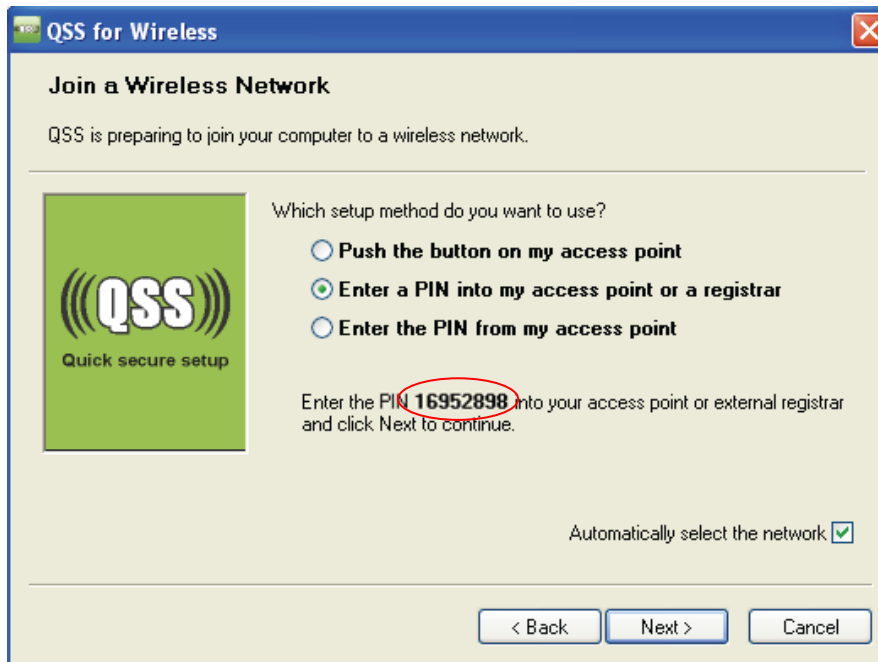 QSS for Wireless
Join a Wireless Network
QSS is preparing to join your computer to a wireless network.
Which setup method do you want to use?
Push the button on my access point
Enter a PIN into my access point or a registrar
Enter the PIN from my access point
(((QSS)))
Quick secure setup
Enter the PIN 16952898 into your access point or external registrar
and click Next to continue.
Automatically select the network
< Back
Next >
Cancel